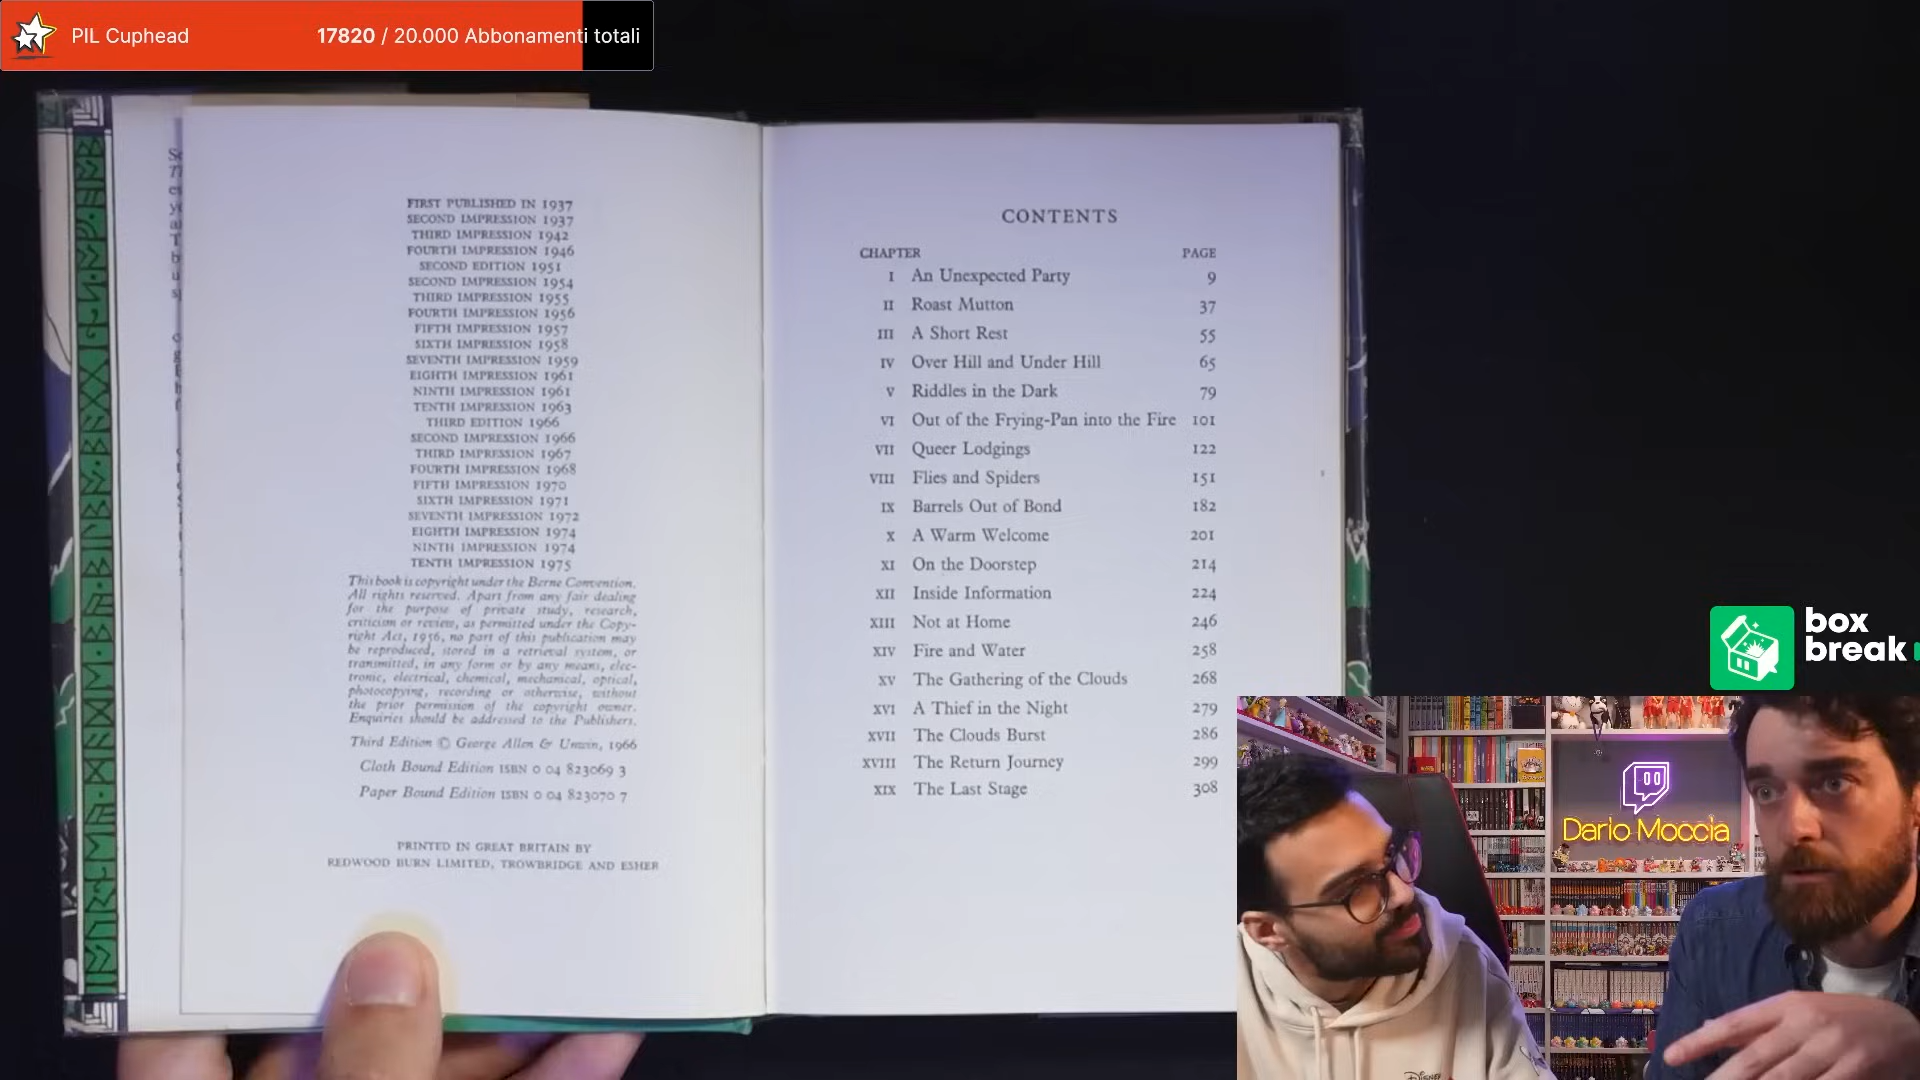 PIL Cuphead
17820 / 20.000 Abbonamenti totali
FIRST PUBLISHED IN 1937
SECOND IMPRESSION 1937
THIRD IMPRESSION 1942
FOURTH IMPRESSION 1946
SECOND EDITION 1951
SECOND IMPRESSION 1954
THIRD IMPRESSION 1955
FOURTH IMPRESSION 1956
FIFTH IMPRESSION 1957
SIXTH IMPRESSION 1958
SEVENTH IMPRESSION 1959
EIGHTH IMPRESSION 1961
NINTH IMPRESSION 1961
TENTH IMPRESSION 1963
THIRD EDITION 1966
SECOND IMPRESSION 1966
THIRD IMPRESSION 1967
FOURTH IMPRESSION 1968
FIFTH IMPRESSION 1970
SIXTH IMPRESSION 1971
SEVENTH IMPRESSION 1972
EIGHTH IMPRESSION 1974
NINTH IMPRESSION 1974
TENTH IMPRESSION 1975
This book is copyright under the Berne Convention.
All rights reserved. Apart from any fair dealing
for the purpose of private study, research,
criticism or review, as permitted under the Copy-
right Act, 1956, no part of this publication may
be reproduced, stored in a retrieval system, or
transmitted, in any form or by any means, elec-
tronic, electrical, chemical, mechanical, optical,
photocopying, recording or otherwise, without
the prior permission of the copyright owner.
Enquiries should be addressed to the Publishers.
Third Edition © George Allen & Unwin, 1966
Cloth Bound Edition ISBN 0 04 823069 3
Paper Bound Edition ISBN 0 04 823070 7
PRINTED IN GREAT BRITAIN BY
REDWOOD BURN LIMITED, TROWBRIDGE AND ESHER
CONTENTS
CHAPTER PAGE
I An Unexpected Party 9
II Roast Mutton 37
III A Short Rest 55
IV Over Hill and Under Hill 65
V Riddles in the Dark 79
VI Out of the Frying-Pan into the Fire 101
VII Queer Lodgings 122
VIII Flies and Spiders 151
IX Barrels Out of Bond 182
X A Warm Welcome 201
XI On the Doorstep 214
XII Inside Information 224
XIII Not at Home 246
XIV Fire and Water 258
XV The Gathering of the Clouds 268
XVI A Thief in the Night 279
XVII The Clouds Burst 286
XVIII The Return Journey 299
XIX The Last Stage 308
box
break
Dario Moccia
DISNEY